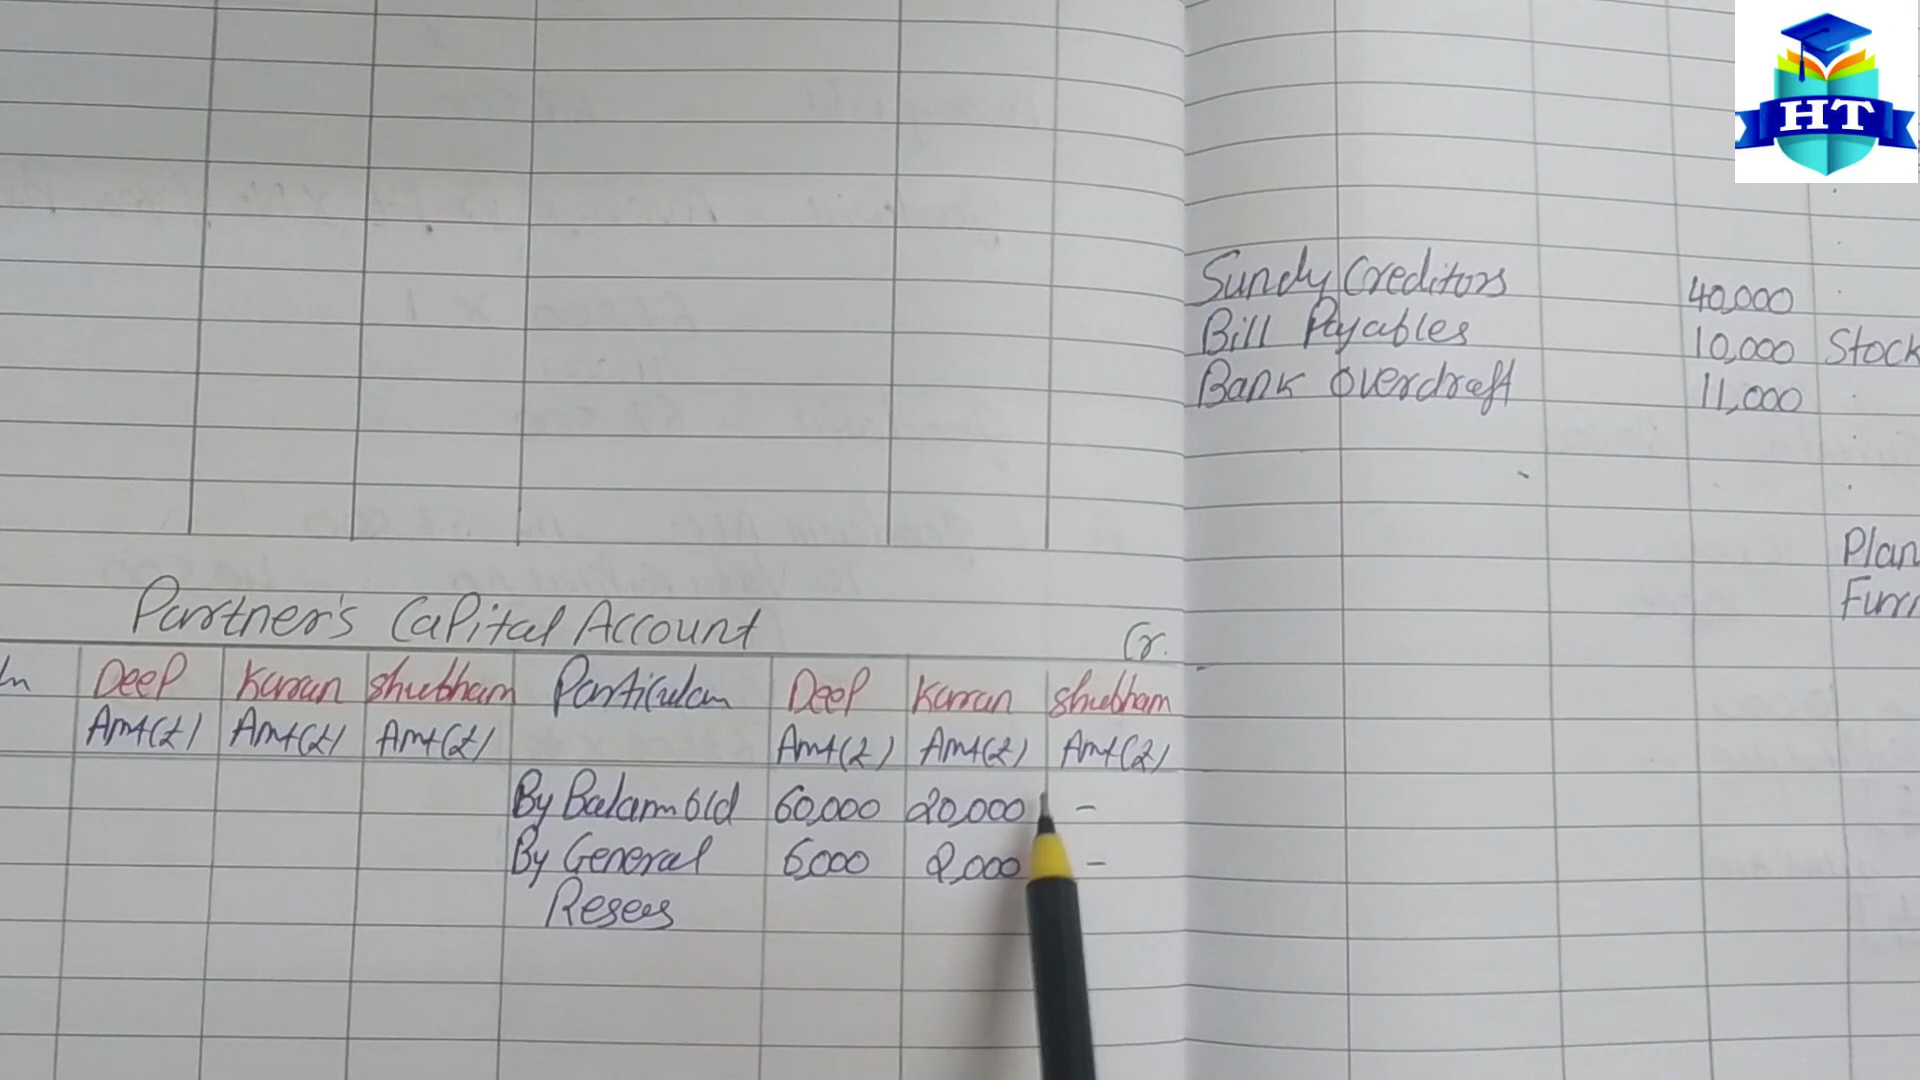 HT
Sundy Creditors 40,000
Bill Payables 10,000 Stock
Bank Overdraft 11,000
Plan
Furn
Partner's Capital Account
Cr.
Deep Karan Shubham Particulars Deep Karan Shubham
Amt(₹) Amt(₹) Amt(₹) Amt(₹) Amt(₹) Amt(₹)
By Balance b/d 60,000 20,000 -
By General 6,000 2,000 -